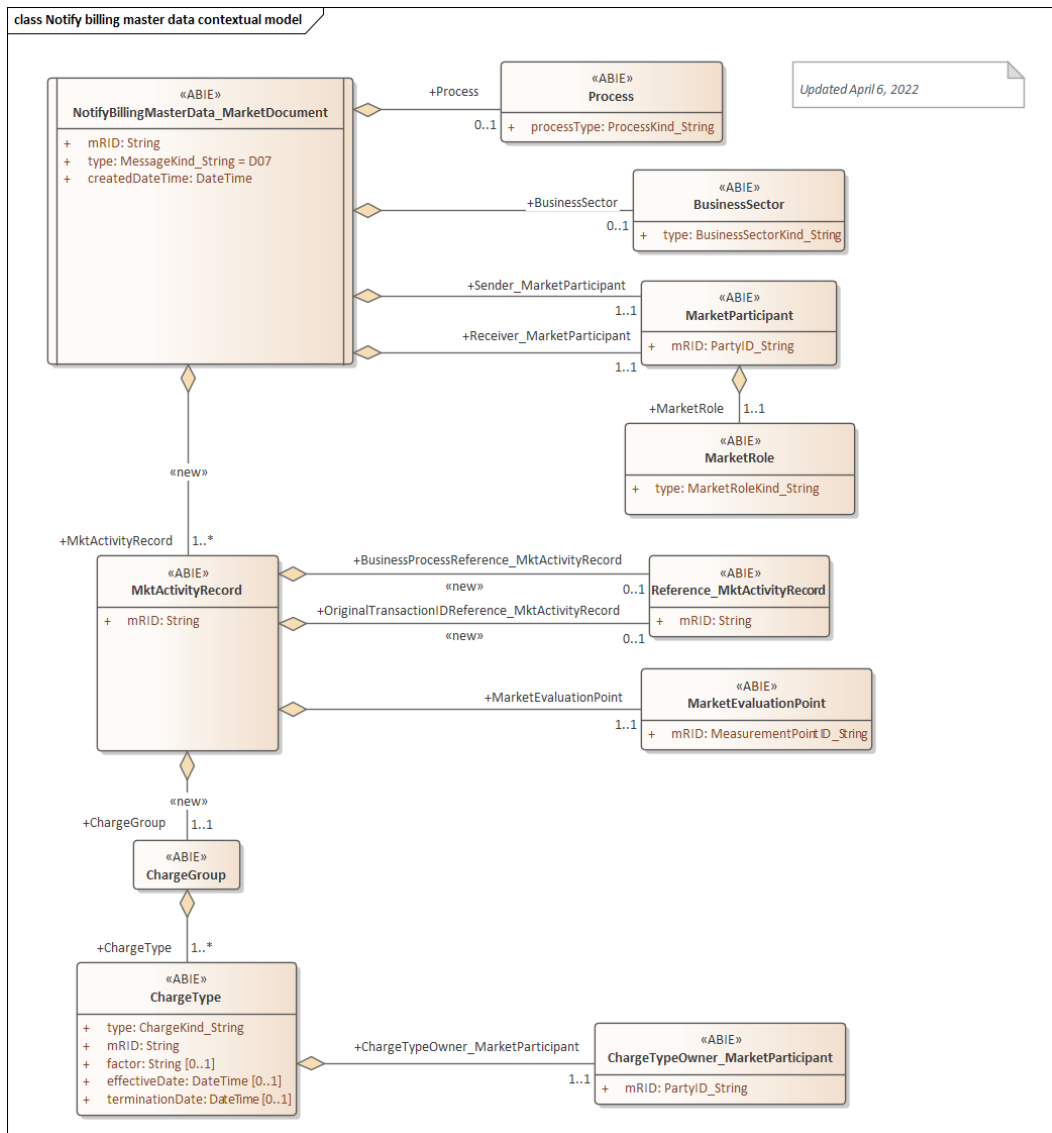 class Notify billing master data contextual model
Updated April 6, 2022
«ABIE»
NotifyBillingMasterData_MarketDocument
+ mRID: String
+ type: MessageKind_String = D07
+ createdDateTime: DateTime
+Process
0..1
«ABIE»
Process
+ processType: ProcessKind_String
+BusinessSector
0..1
«ABIE»
BusinessSector
+ type: BusinessSectorKind_String
+Sender_MarketParticipant
1..1
+Receiver_MarketParticipant
1..1
«ABIE»
MarketParticipant
+ mRID: PartyID_String
+MarketRole 1..1
«ABIE»
MarketRole
+ type: MarketRoleKind_String
«new»
+MktActivityRecord 1..*
«ABIE»
MktActivityRecord
+ mRID: String
+BusinessProcessReference_MktActivityRecord
«new» 0..1
+OriginalTransactionIDReference_MktActivityRecord
«new» 0..1
«ABIE»
Reference_MktActivityRecord
+ mRID: String
+MarketEvaluationPoint
1..1
«ABIE»
MarketEvaluationPoint
+ mRID: MeasurementPointID_String
«new»
+ChargeGroup 1..1
«ABIE»
ChargeGroup
+ChargeType 1..*
«ABIE»
ChargeType
+ type: ChargeKind_String
+ mRID: String
+ factor: String [0..1]
+ effectiveDate: DateTime [0..1]
+ terminationDate: DateTime [0..1]
+ChargeTypeOwner_MarketParticipant
1..1
«ABIE»
ChargeTypeOwner_MarketParticipant
+ mRID: PartyID_String